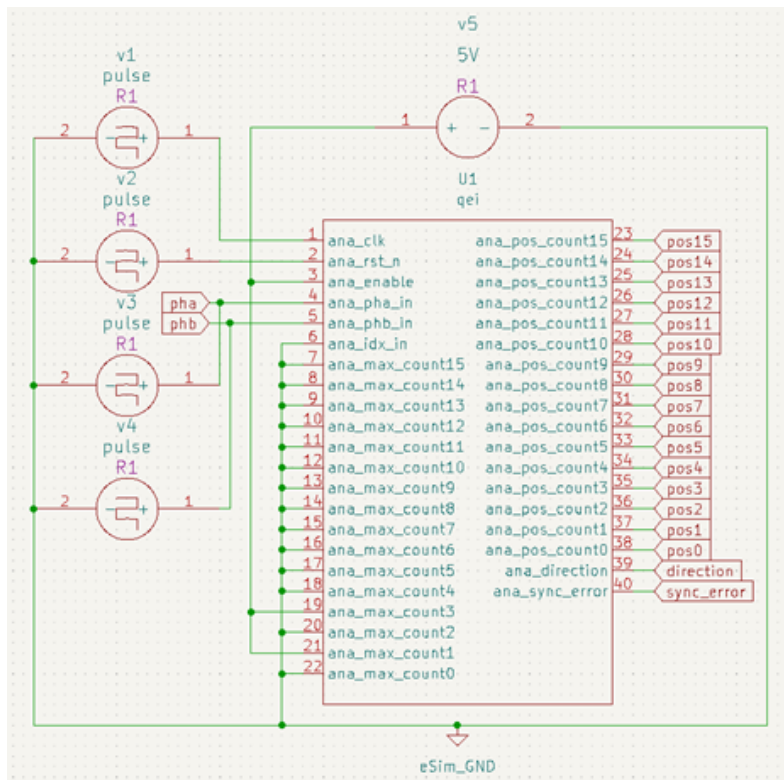 v5
5V
R1
1 + - 2
v1
pulse
R1
2 - + 1
v2
pulse
R1
2 - + 1
v3
pulse
R1
2 - + 1
v4
pulse
R1
2 - + 1
pha
phb
U1
qei
1 ana_clk
2 ana_rst_n
3 ana_enable
4 ana_pha_in
5 ana_phb_in
6 ana_idx_in
7 ana_max_count15
8 ana_max_count14
9 ana_max_count13
10 ana_max_count12
11 ana_max_count11
12 ana_max_count10
13 ana_max_count9
14 ana_max_count8
15 ana_max_count7
16 ana_max_count6
17 ana_max_count5
18 ana_max_count4
19 ana_max_count3
20 ana_max_count2
21 ana_max_count1
22 ana_max_count0
ana_pos_count15 23 pos15
ana_pos_count14 24 pos14
ana_pos_count13 25 pos13
ana_pos_count12 26 pos12
ana_pos_count11 27 pos11
ana_pos_count10 28 pos10
ana_pos_count9 29 pos9
ana_pos_count8 30 pos8
ana_pos_count7 31 pos7
ana_pos_count6 32 pos6
ana_pos_count5 33 pos5
ana_pos_count4 34 pos4
ana_pos_count3 35 pos3
ana_pos_count2 36 pos2
ana_pos_count1 37 pos1
ana_pos_count0 38 pos0
ana_direction 39 direction
ana_sync_error 40 sync_error
eSim_GND